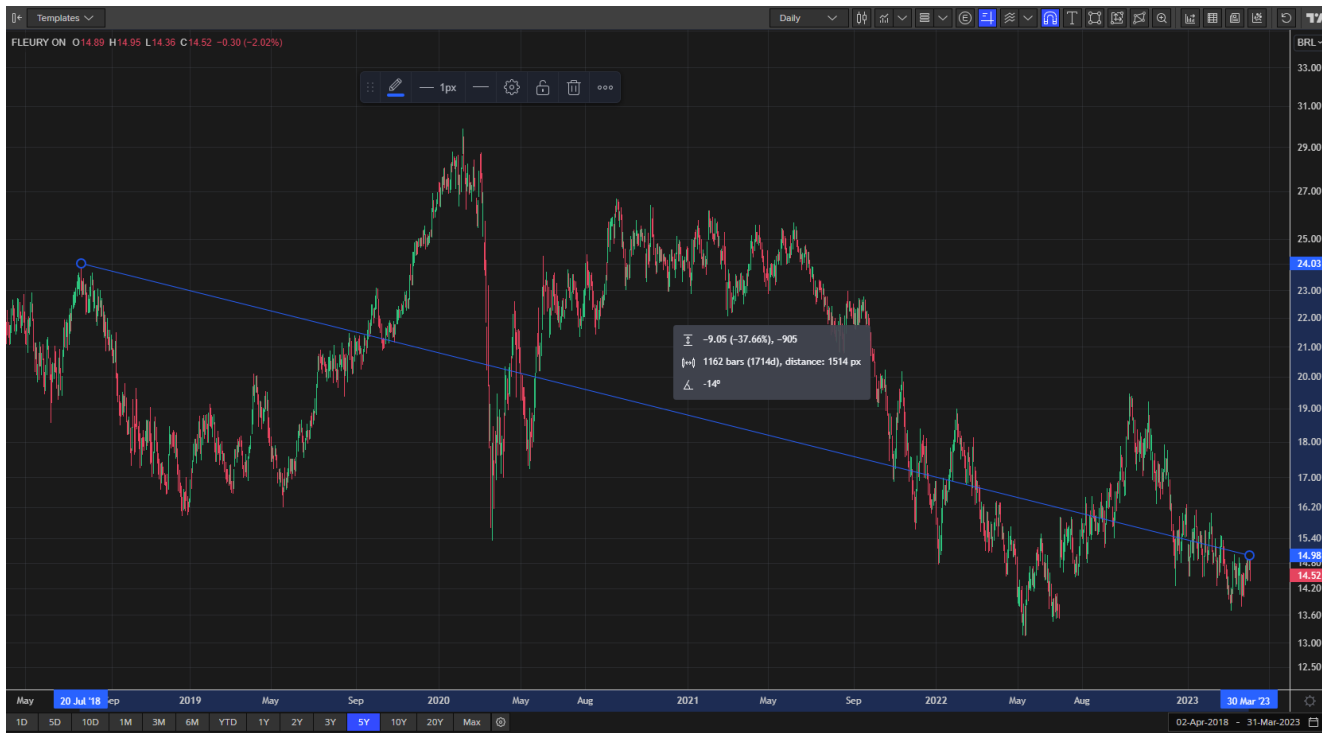 Templates
Daily
FLEURY ON O14.89 H14.95 L14.36 C14.52 −0.30 (−2.02%)
BRL
1px
33.00
31.00
29.00
27.00
25.00
24.03
23.00
22.00
21.00
20.00
19.00
18.00
17.00
16.20
15.40
14.98
14.80
14.52
14.20
13.60
13.00
12.50
−9.05 (−37.66%), −905
1162 bars (1714d), distance: 1514 px
-14º
May 20 Jul '18 ep 2019 May Sep 2020 May Aug 2021 May Sep 2022 May Aug 2023 30 Mar '23
1D 5D 10D 1M 3M 6M YTD 1Y 2Y 3Y 5Y 10Y 20Y Max
02-Apr-2018 - 31-Mar-2023